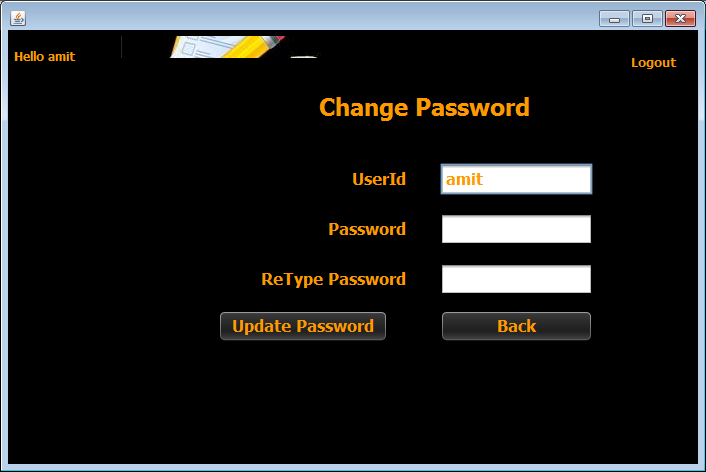 Hello amit
Logout
Change Password
UserId amit
Password
ReType Password
Update Password Back